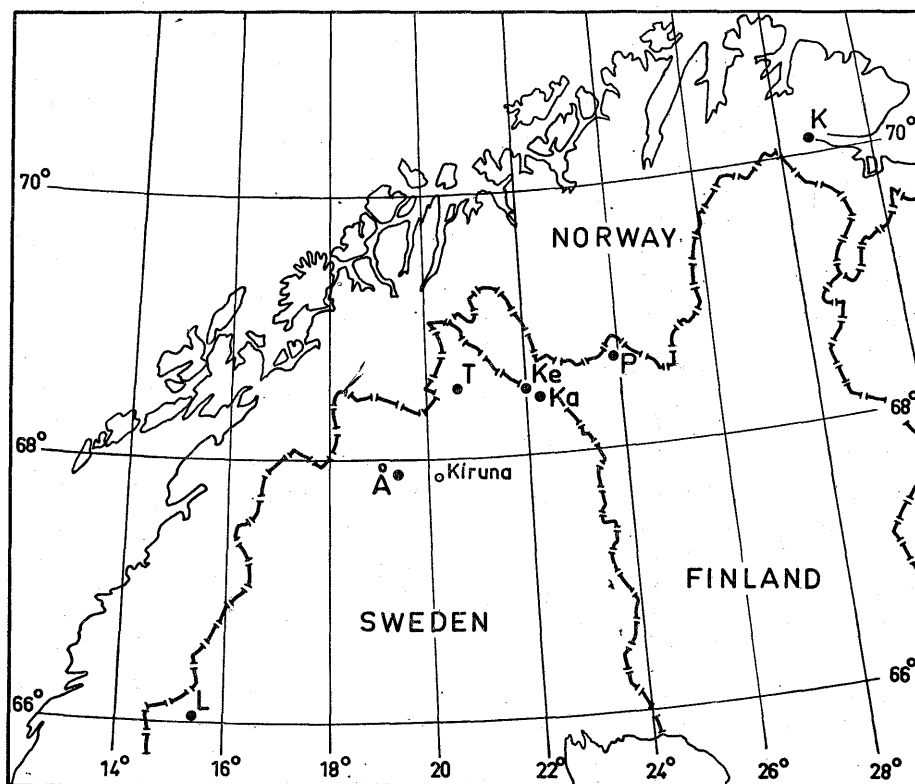 K
70°
70°
NORWAY
P
T
Ke
Ka
68°
68°
Å
Kiruna
FINLAND
SWEDEN
66°
66°
L
14°
16°
18°
20°
22°
24°
26°
28°